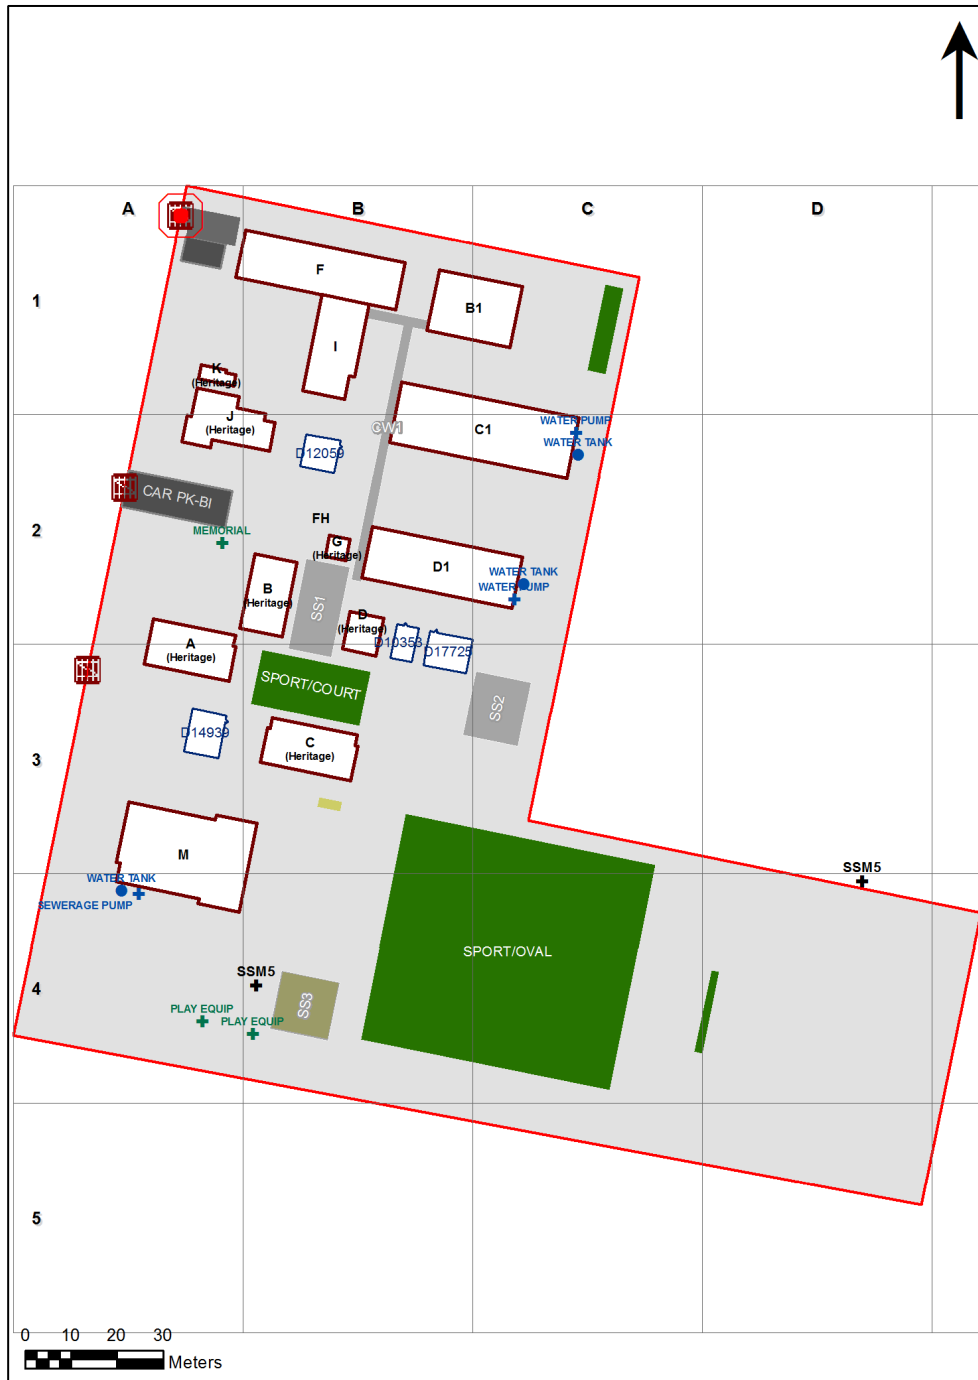 A
B
C
D
1
F
B1
I
K
(Heritage)
J
(Heritage)
CW1
C1
WATER PUMP
WATER TANK
D12059
CAR PK-BI
2
FH
MEMORIAL
G
(Heritage)
D1
WATER TANK
WATER PUMP
B
(Heritage)
SS1
D
(Heritage)
D10353
D17725
A
(Heritage)
SPORT/COURT
SS2
D14939
C
(Heritage)
3
M
WATER TANK
SEWERAGE PUMP
SSM5
SPORT/OVAL
SSM5
4
SS3
PLAY EQUIP
PLAY EQUIP
5
0 10 20 30
Meters